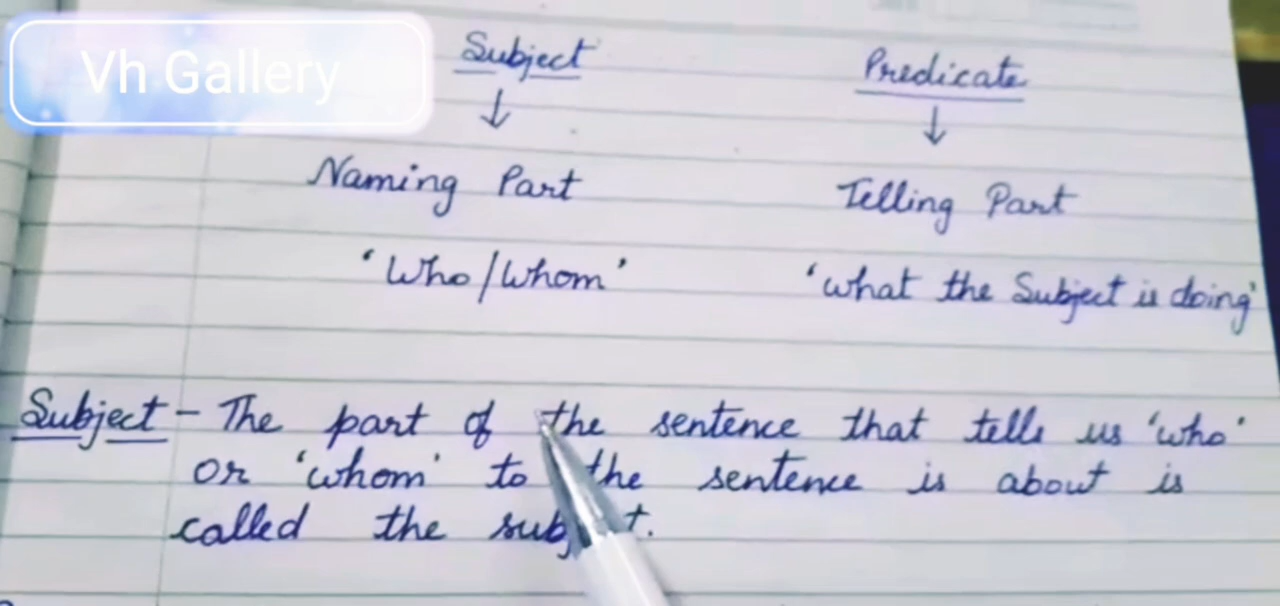 Vh Gallery
Subject Predicate
↓ ↓
Naming Part Telling Part
'Who/Whom' 'what the Subject is doing'
Subject - The part of the sentence that tells us 'who'
or 'whom' to the sentence is about is
called the subject.